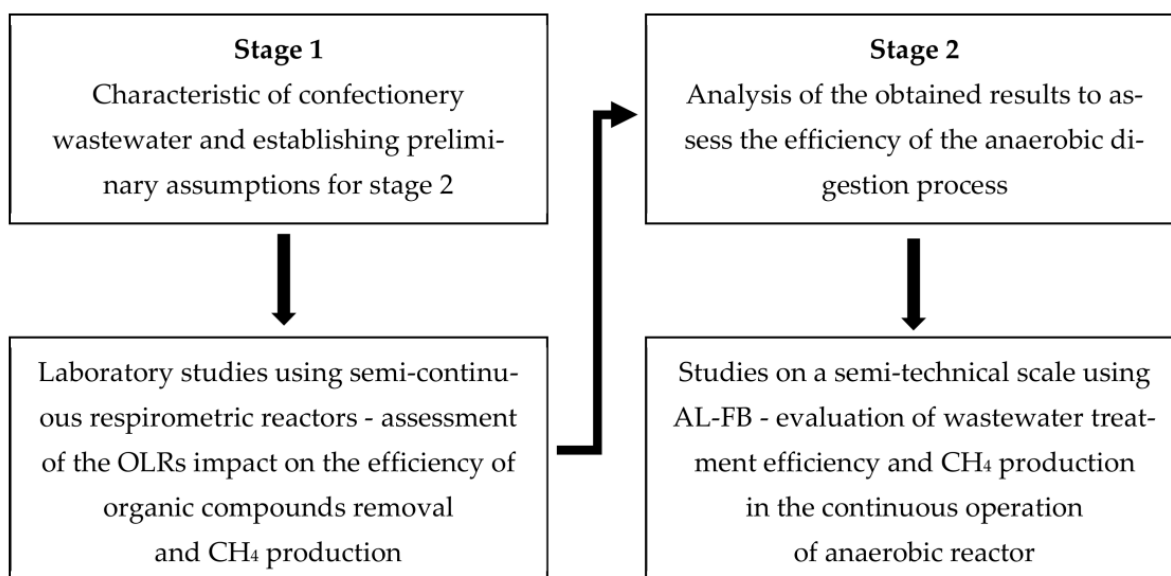 Stage 1
Characteristic of confectionery
wastewater and establishing prelimi-
nary assumptions for stage 2
Laboratory studies using semi-continu-
ous respirometric reactors - assessment
of the OLRs impact on the efficiency of
organic compounds removal
and CH₄ production
Stage 2
Analysis of the obtained results to as-
sess the efficiency of the anaerobic di-
gestion process
Studies on a semi-technical scale using
AL-FB - evaluation of wastewater treat-
ment efficiency and CH₄ production
in the continuous operation
of anaerobic reactor